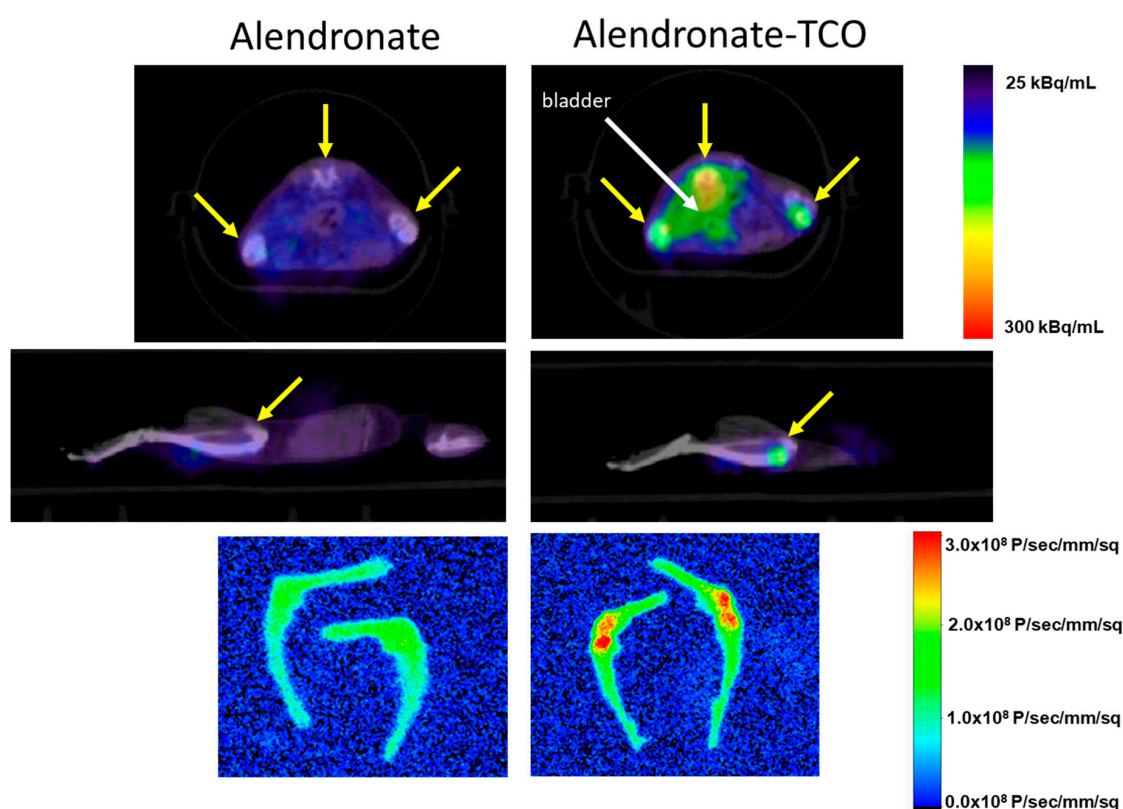 Alendronate
Alendronate-TCO
bladder
25 kBq/mL
300 kBq/mL
3.0x10⁸ P/sec/mm/sq
2.0x10⁸ P/sec/mm/sq
1.0x10⁸ P/sec/mm/sq
0.0x10⁸ P/sec/mm/sq